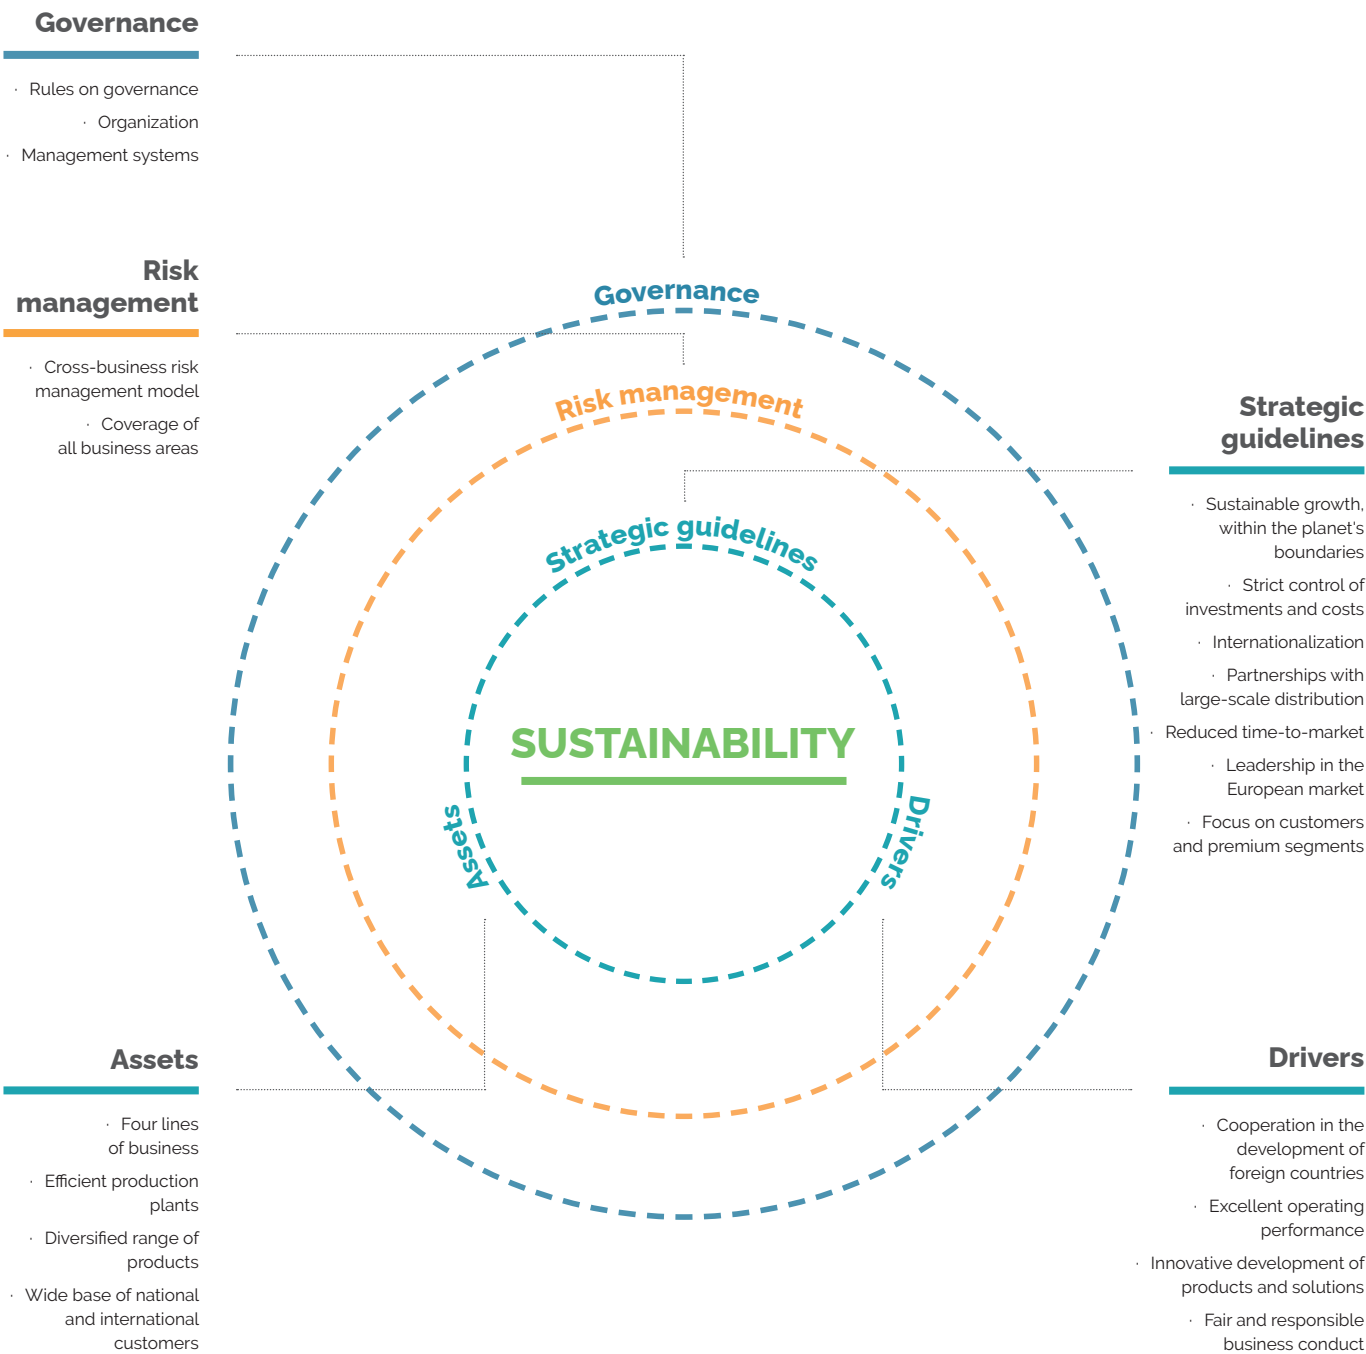 Governance
· Rules on governance
· Organization
· Management systems
Risk
management
· Cross-business risk
management model
· Coverage of
all business areas
Governance
Risk management
Strategic guidelines
SUSTAINABILITY
Assets
Drivers
Strategic
guidelines
· Sustainable growth,
within the planet's
boundaries
· Strict control of
investments and costs
· Internationalization
· Partnerships with
large-scale distribution
· Reduced time-to-market
· Leadership in the
European market
· Focus on customers
and premium segments
Assets
· Four lines
of business
· Efficient production
plants
· Diversified range of
products
· Wide base of national
and international
customers
Drivers
· Cooperation in the
development of
foreign countries
· Excellent operating
performance
· Innovative development of
products and solutions
· Fair and responsible
business conduct